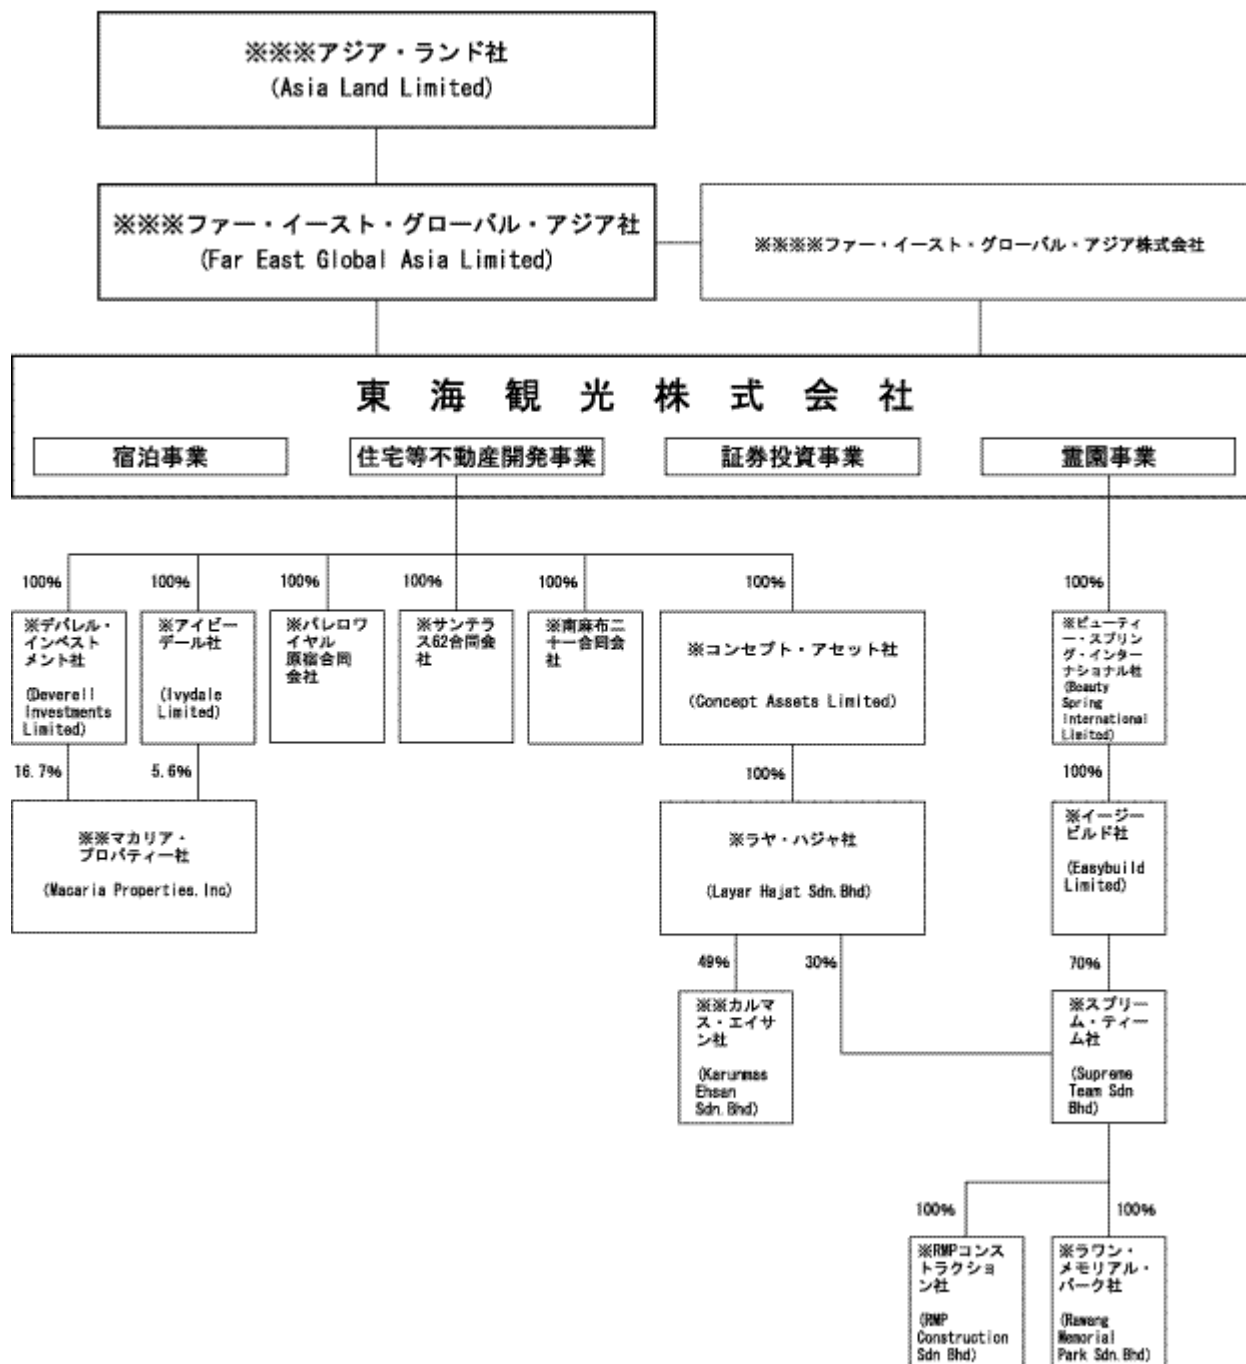 ※※※アジア・ランド社
(Asia Land Limited)
※※※ファー・イースト・グローバル・アジア社
(Far East Global Asia Limited)
※※※※ファー・イースト・グローバル・アジア株式会社
東海観光株式会社
宿泊事業
住宅等不動産開発事業
証券投資事業
霊園事業
100%
100%
100%
100%
100%
100%
100%
※デバレル・
インベスト
メント社
(Deverell
Investments
Limited)
※アイビー
デール社
(Ivydale
Limited)
※パレロワ
イヤル
原宿合同
会社
※サンテラ
ス62合同会
社
※南麻布二
十一合同会
社
※コンセプト・アセット社
(Concept Assets Limited)
※ビューティ
ー・スプリン
グ・インター
ナショナル社
(Beauty
Spring
International
Limited)
16.7%
5.6%
100%
100%
※※マカリア・
プロパティー社
(Macaria Properties.Inc)
※ラヤ・ハジャ社
(Layar Hajat Sdn.Bhd)
※イージー
ビルド社
(Easybuild
Limited)
49%
30%
70%
※※カルマ
ス・エイサ
ン社
(Karunmas
Ehsan
Sdn.Bhd)
※スプリー
ム・ティー
ム社
(Supreme
Team Sdn
Bhd)
100%
100%
※RMPコンス
トラクショ
ン社
(RMP
Construction
Sdn Bhd)
※ラワン・
メモリアル・
パーク社
(Rawang
Memorial
Park Sdn.Bhd)